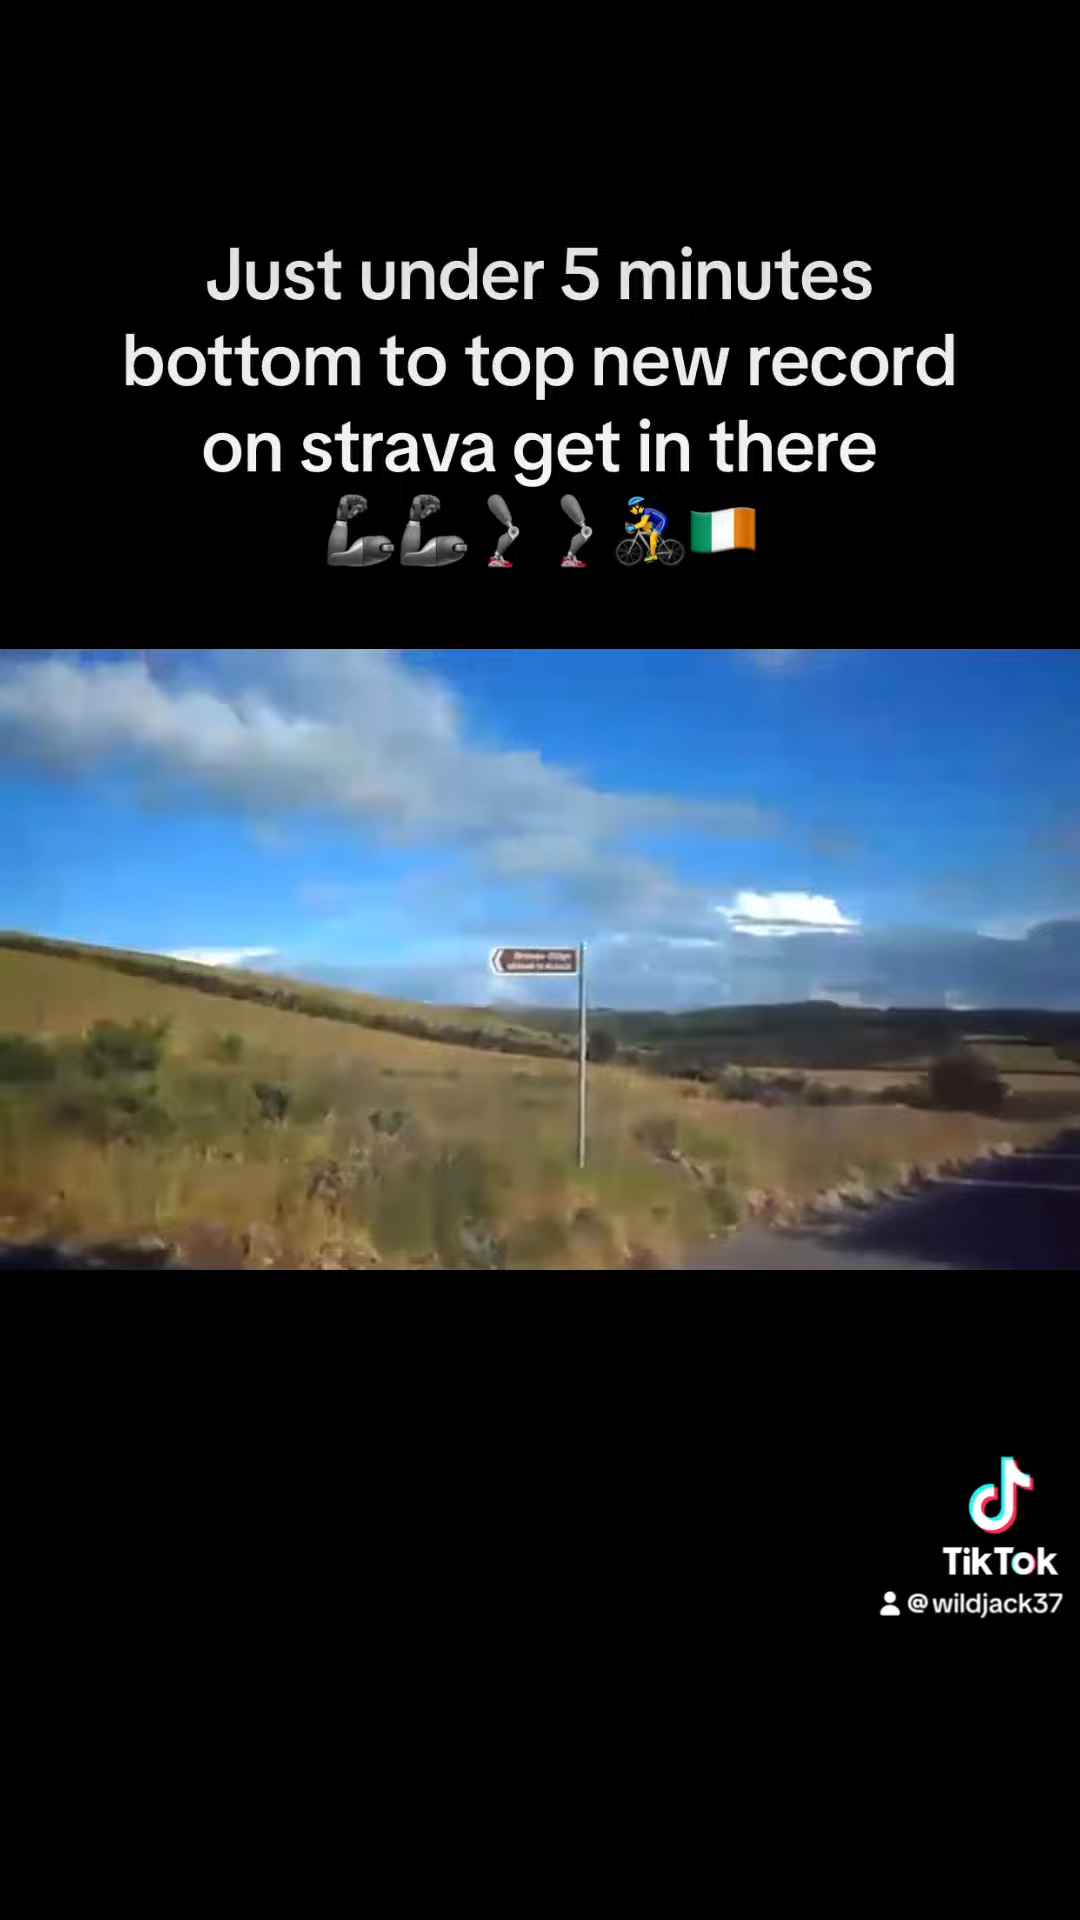 Just under 5 minutes
bottom to top new record
on strava get in there
TikTok
@wildjack37